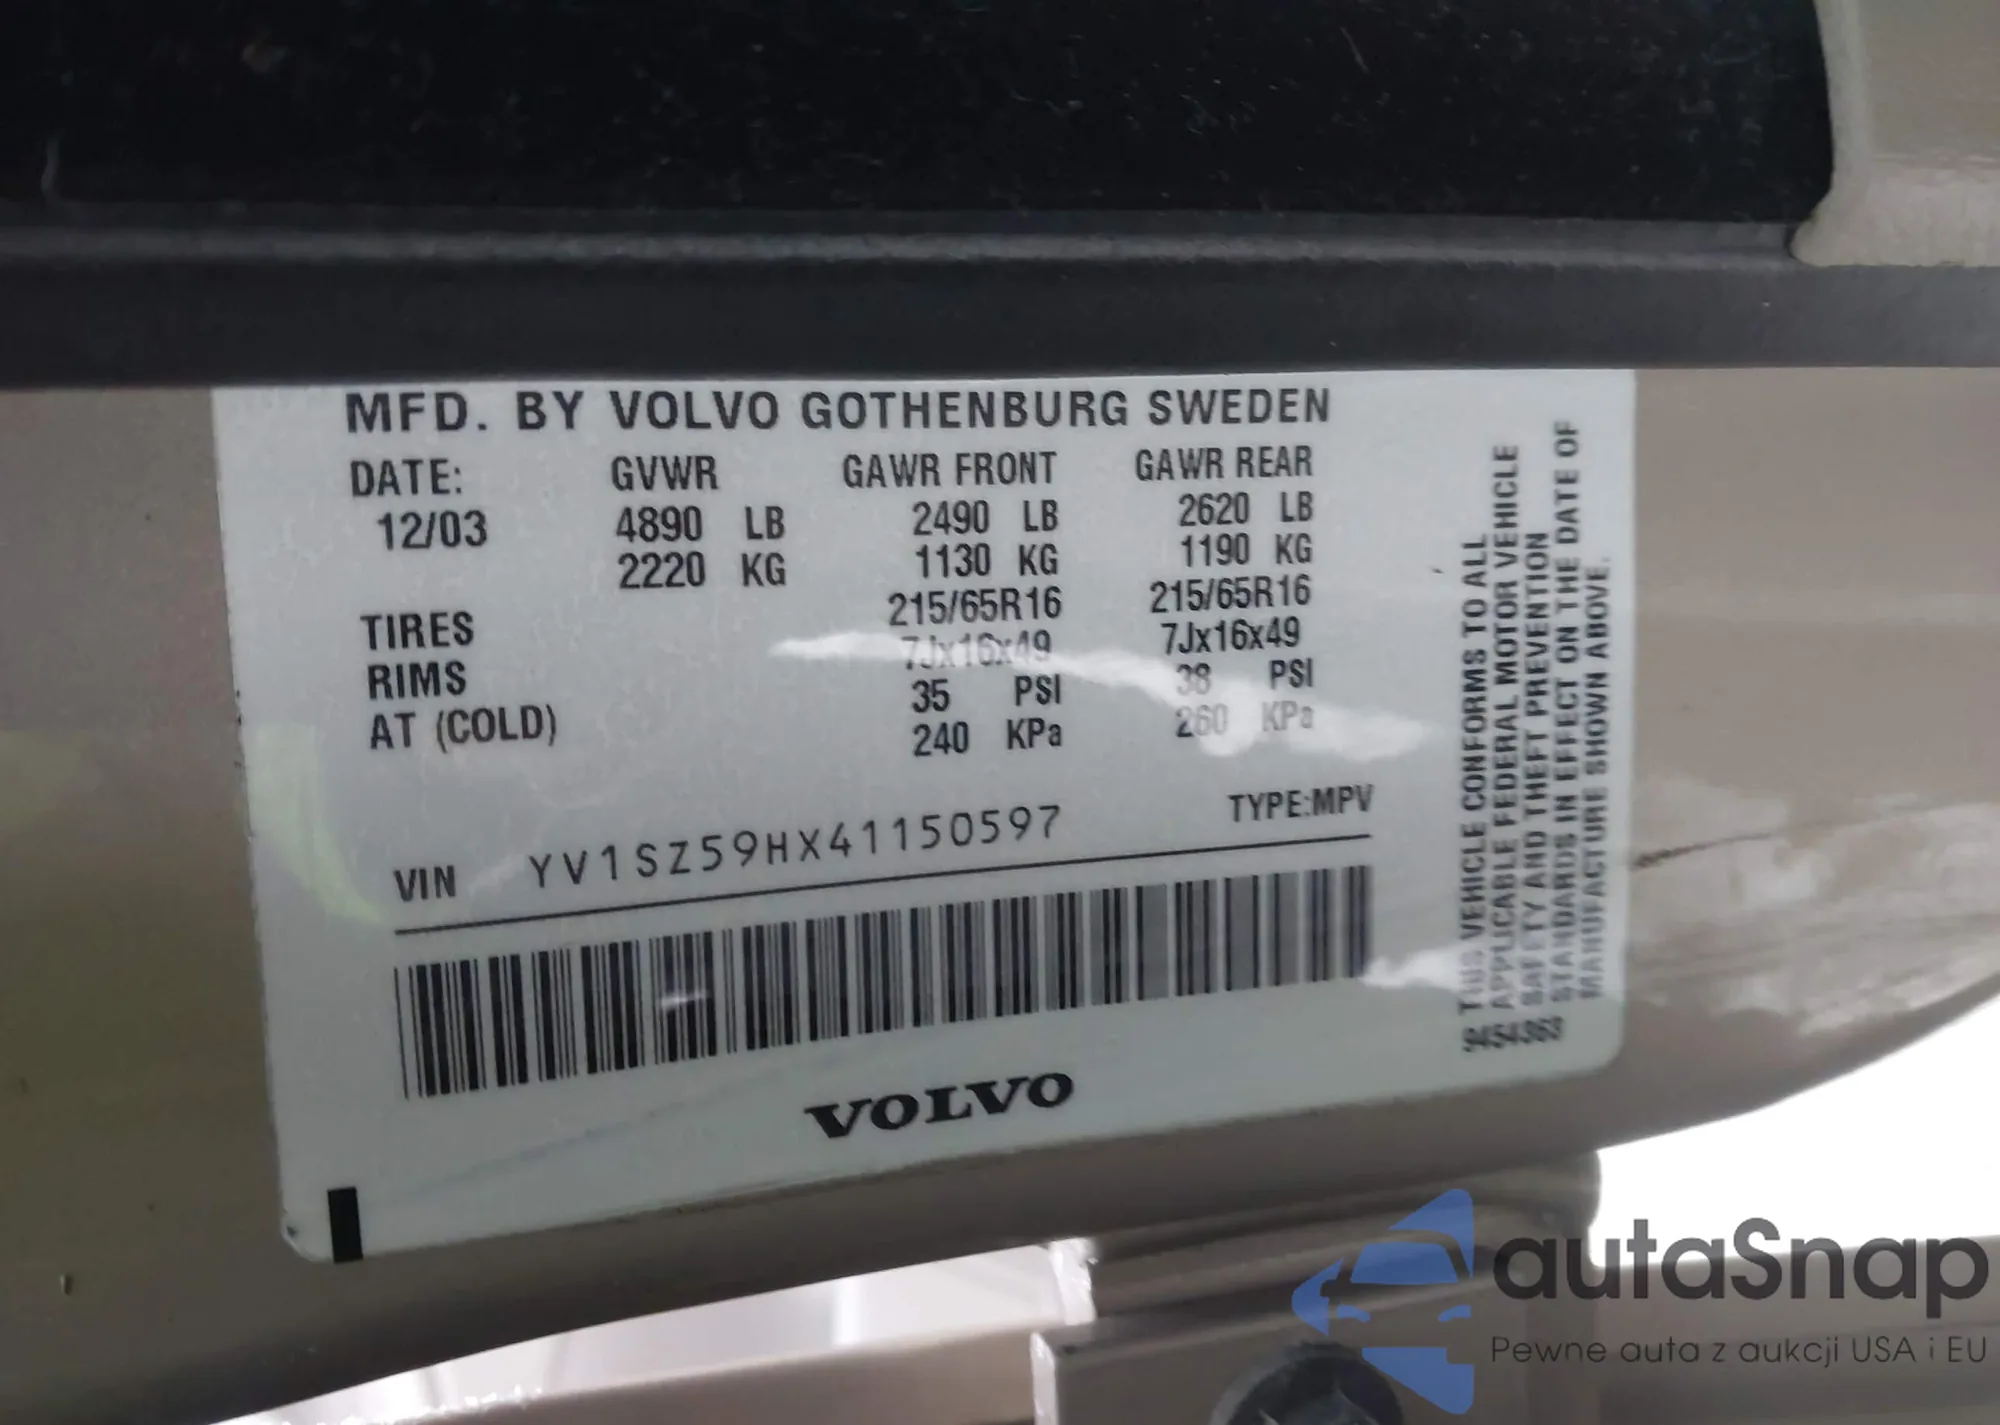 MFD. BY VOLVO GOTHENBURG SWEDEN
DATE: GVWR GAWR FRONT GAWR REAR
12/03 4890 LB 2490 LB 2620 LB
2220 KG 1130 KG 1190 KG
TIRES 215/65R16 215/65R16
RIMS 7Jx16x49 7Jx16x49
AT (COLD) 35 PSI 38 PSI
240 KPa 260 KPa
VIN YV1SZ59HX41150597 TYPE:MPV
VOLVO
THIS VEHICLE CONFORMS TO ALL
APPLICABLE FEDERAL MOTOR VEHICLE
SAFETY AND THEFT PREVENTION
STANDARDS IN EFFECT ON THE DATE OF
MANUFACTURE SHOWN ABOVE.
9454363
autaSnap
Pewne auta z aukcji USA i EU